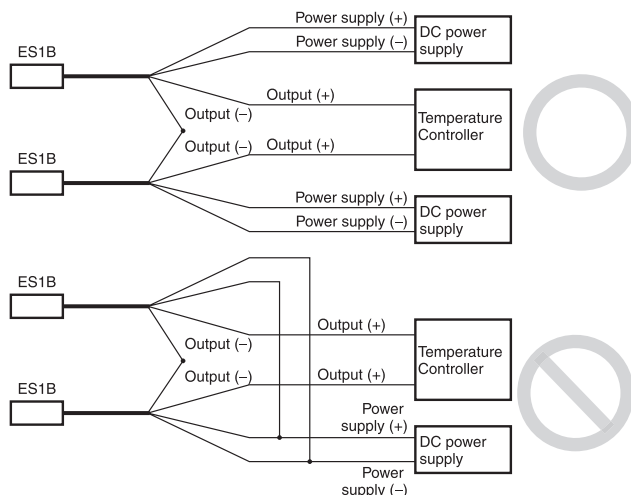 Power supply (+)
Power supply (–)
DC power
supply
ES1B
Output (+)
Output (–)
Temperature
Controller
Output (–)
Output (+)
ES1B
Power supply (+)
Power supply (–)
DC power
supply
ES1B
Output (+)
Output (–)
Temperature
Controller
Output (–)
Output (+)
ES1B
Power
supply (+)
DC power
supply
Power
supply (–)